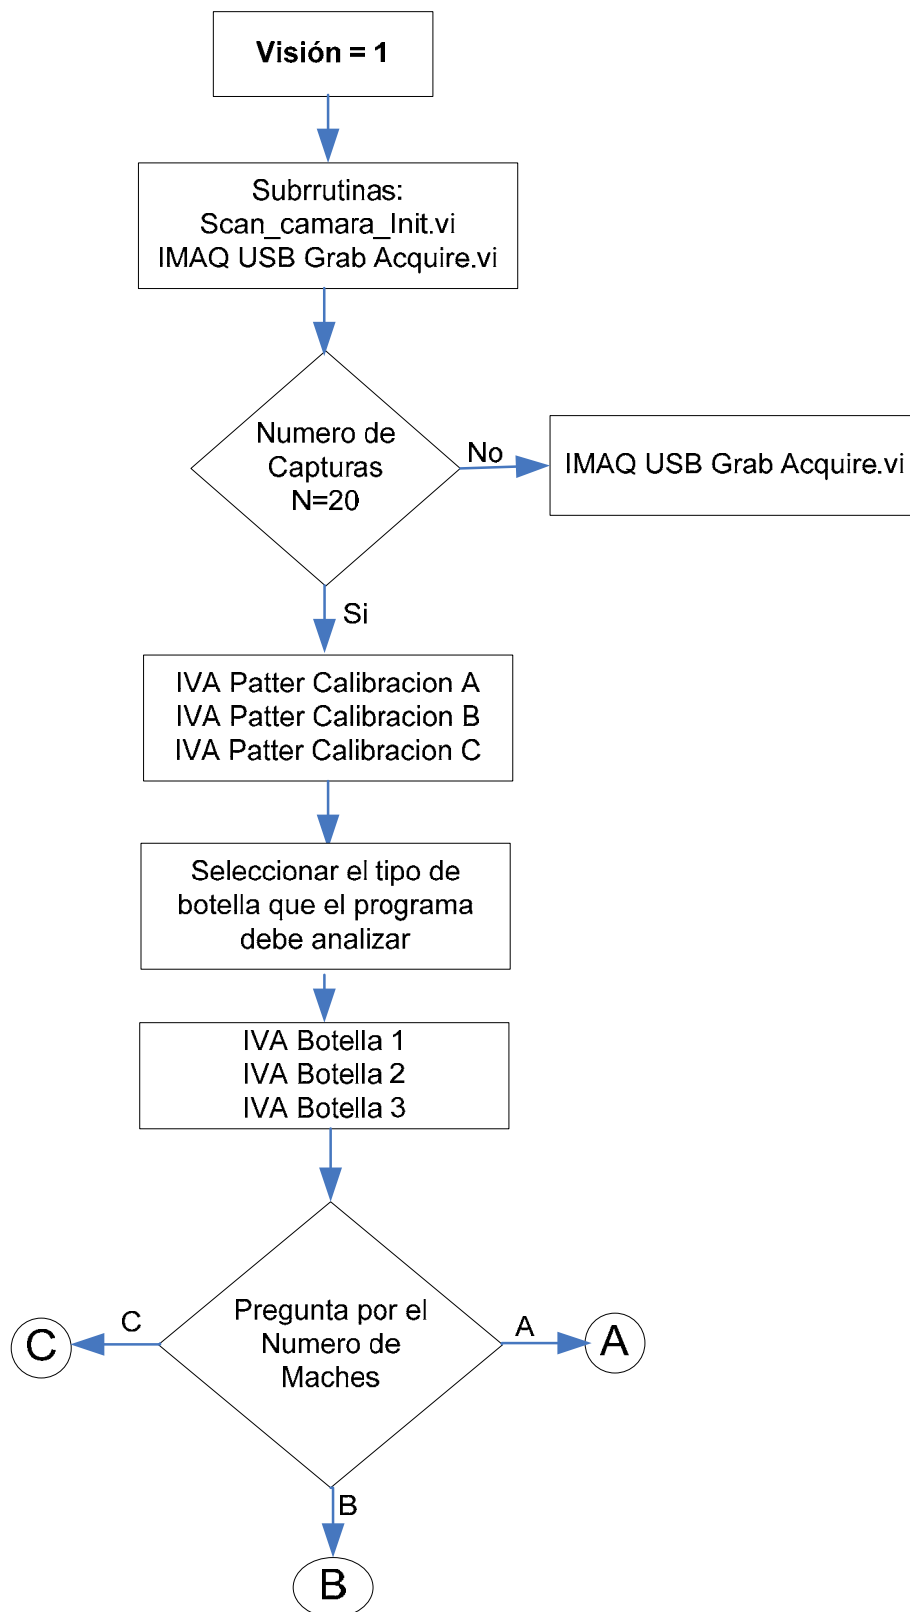 Visión = 1
Subrrutinas:
Scan_camara_Init.vi
IMAQ USB Grab Acquire.vi
Numero de
Capturas
N=20
No
IMAQ USB Grab Acquire.vi
Si
IVA Patter Calibracion A
IVA Patter Calibracion B
IVA Patter Calibracion C
Seleccionar el tipo de
botella que el programa
debe analizar
IVA Botella 1
IVA Botella 2
IVA Botella 3
Pregunta por el
Numero de
Maches
C
C
A
A
B
B